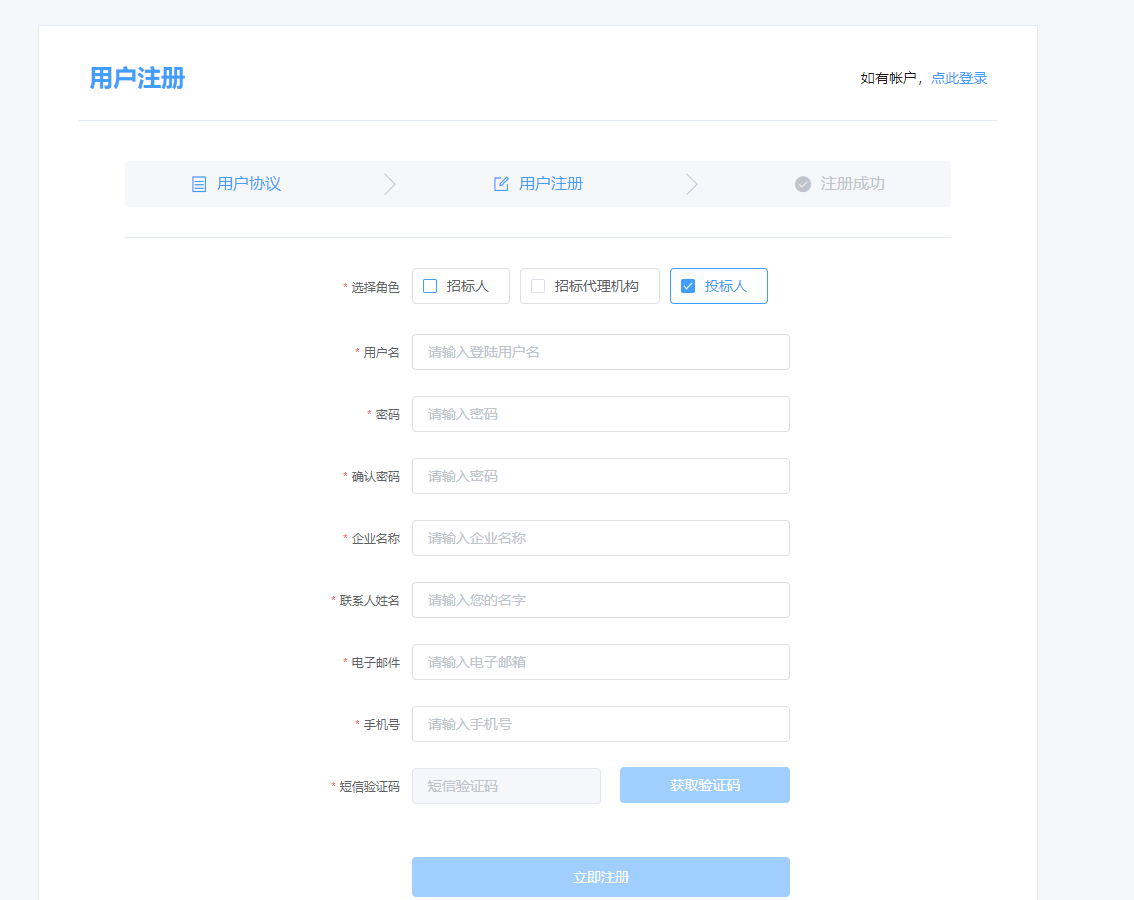 用户注册
如有帐户，点此登录
用户协议 用户注册 注册成功
* 选择角色 招标人 招标代理机构 投标人
* 用户名 请输入登陆用户名
* 密码 请输入密码
* 确认密码 请输入密码
* 企业名称 请输入企业名称
* 联系人姓名 请输入您的名字
* 电子邮件 请输入电子邮箱
* 手机号 请输入手机号
* 短信验证码 短信验证码 获取验证码
立即注册